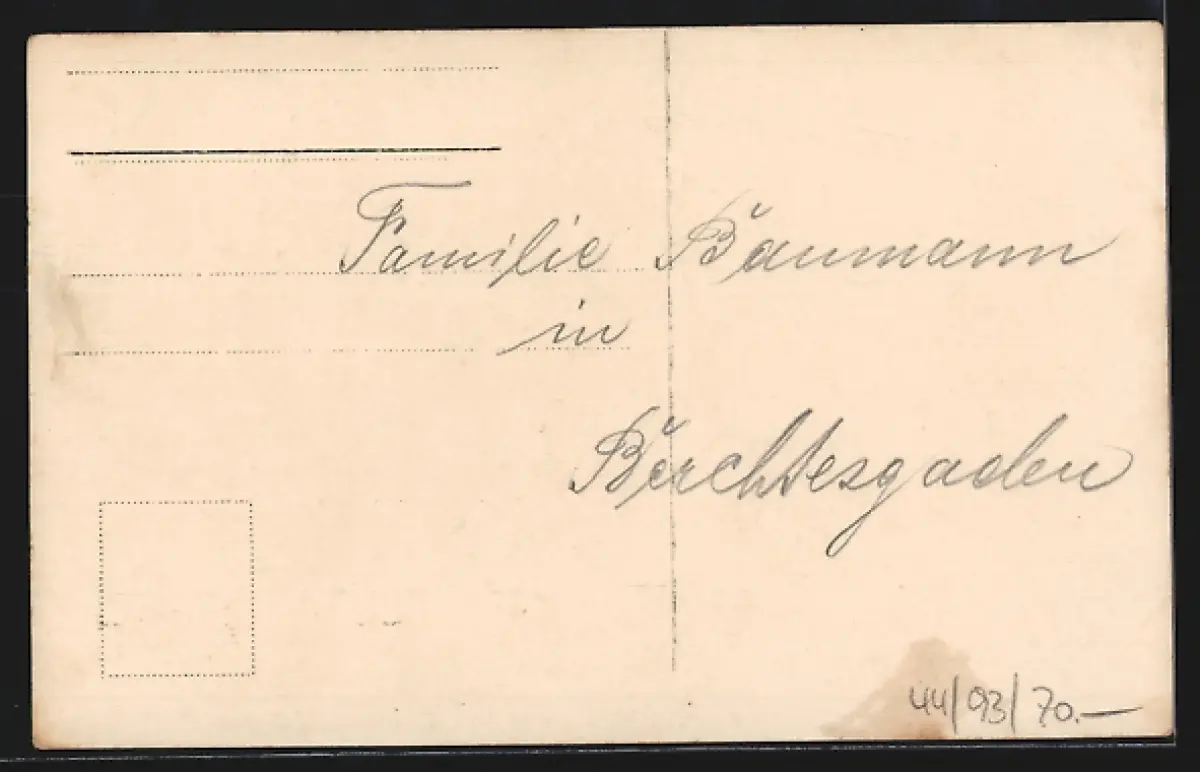 Familie Baumann
in
Berchtesgaden
44/93/70.—